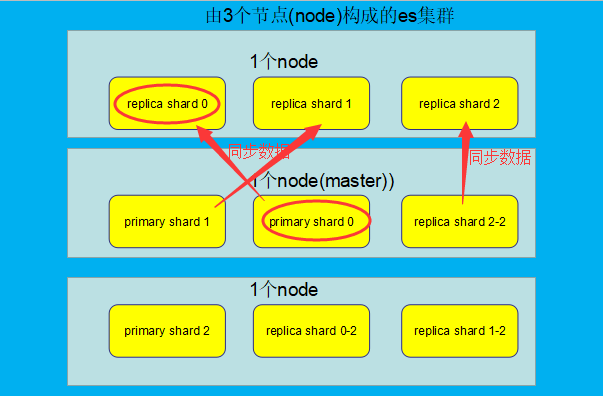 由3个节点(node)构成的es集群
1个node
replica shard 0
replica shard 1
replica shard 2
同步数据
同步数据
1个node(master))
primary shard 1
primary shard 0
replica shard 2-2
1个node
primary shard 2
replica shard 0-2
replica shard 1-2